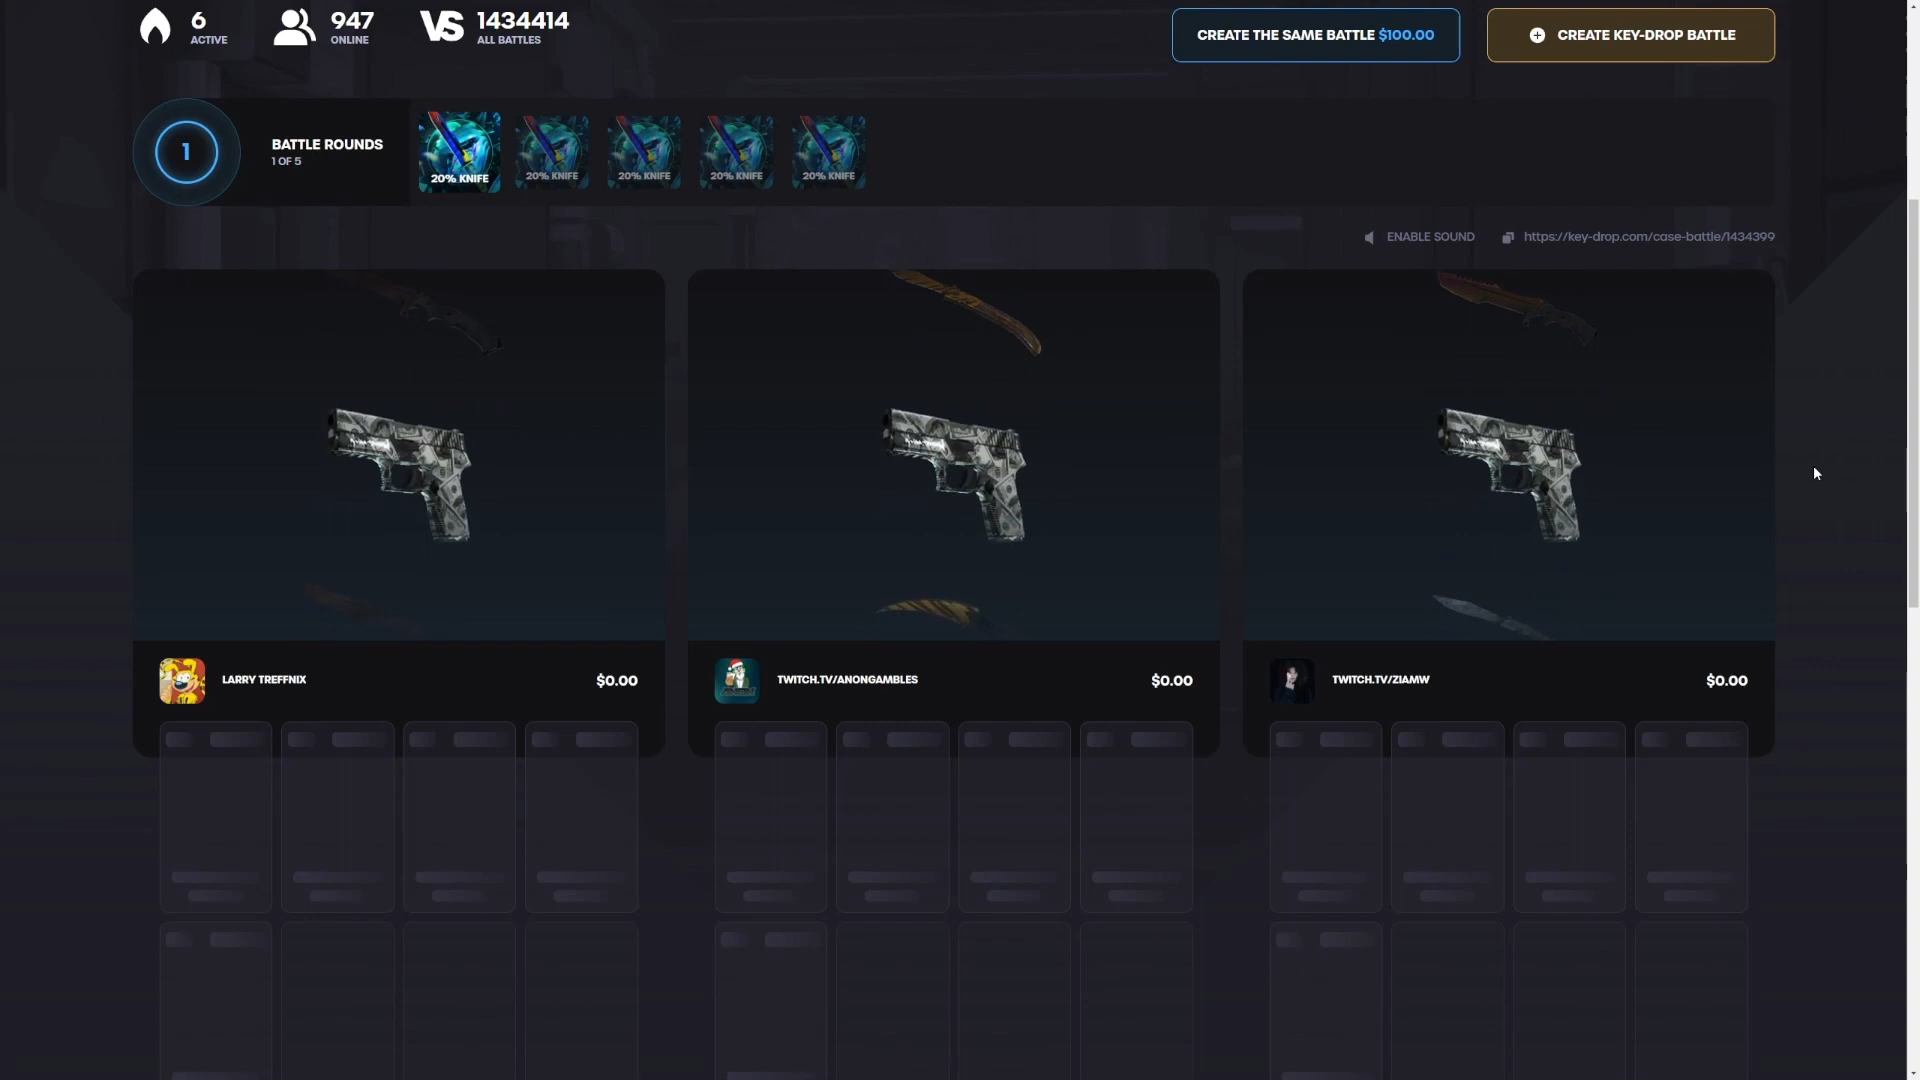 6
ACTIVE
947
ONLINE
VS
1434414
ALL BATTLES
CREATE THE SAME BATTLE $100.00
CREATE KEY-DROP BATTLE
1
BATTLE ROUNDS
1 OF 5
20% KNIFE
20% KNIFE
20% KNIFE
20% KNIFE
20% KNIFE
ENABLE SOUND
https://key-drop.com/case-battle/1434399
LARRY TREFFNIX
$0.00
TWITCH.TV/ANONGAMBLES
$0.00
TWITCH.TV/ZIAMW
$0.00